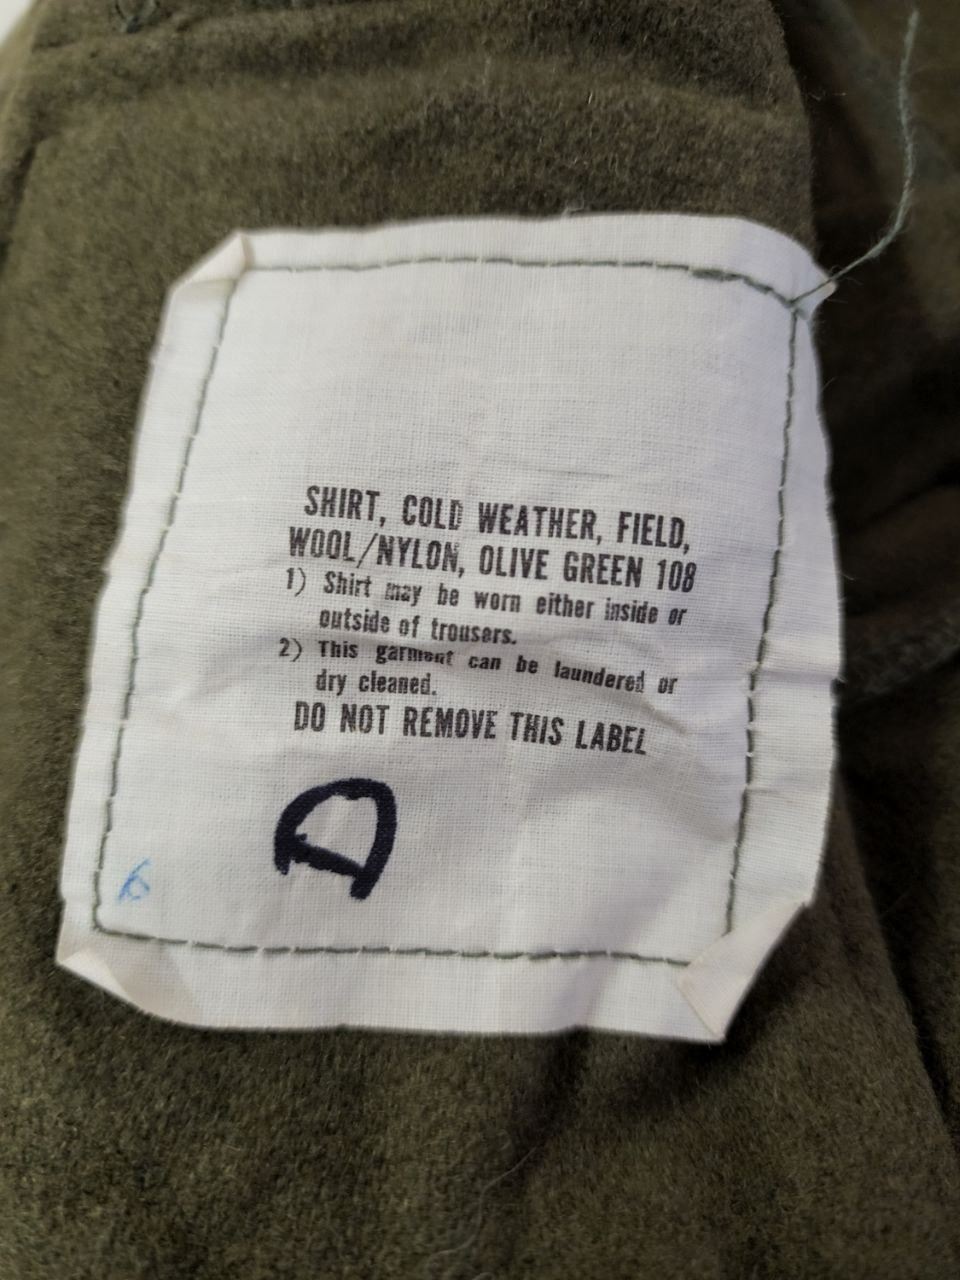 SHIRT, COLD WEATHER, FIELD,
WOOL/NYLON, OLIVE GREEN 108
1) Shirt may be worn either inside or
outside of trousers.
2) This garment can be laundered or
dry cleaned.
DO NOT REMOVE THIS LABEL
D